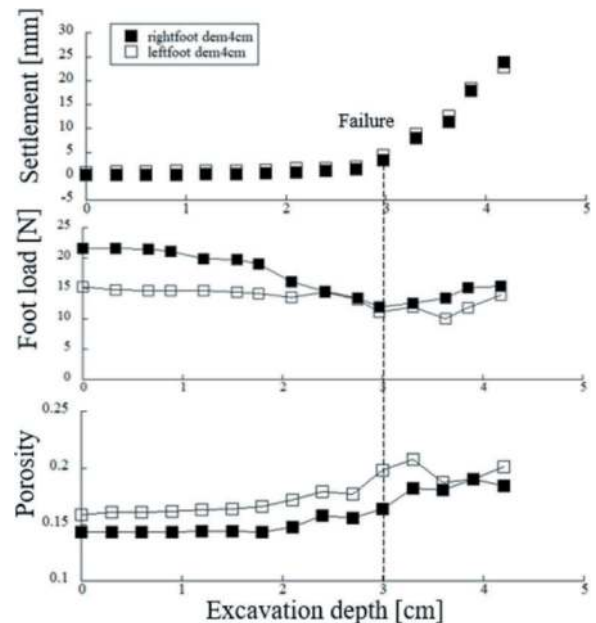 rightfoot dem4cm
leftfoot dem4cm
Settlement [mm]
30
25
20
15
10
5
0
-5
Failure
0 1 2 3 4 5
Foot load [N]
25
20
15
10
5
0
0 1 2 3 4 5
Porosity
0.25
0.2
0.15
0.1
0 1 2 3 4 5
Excavation depth [cm]